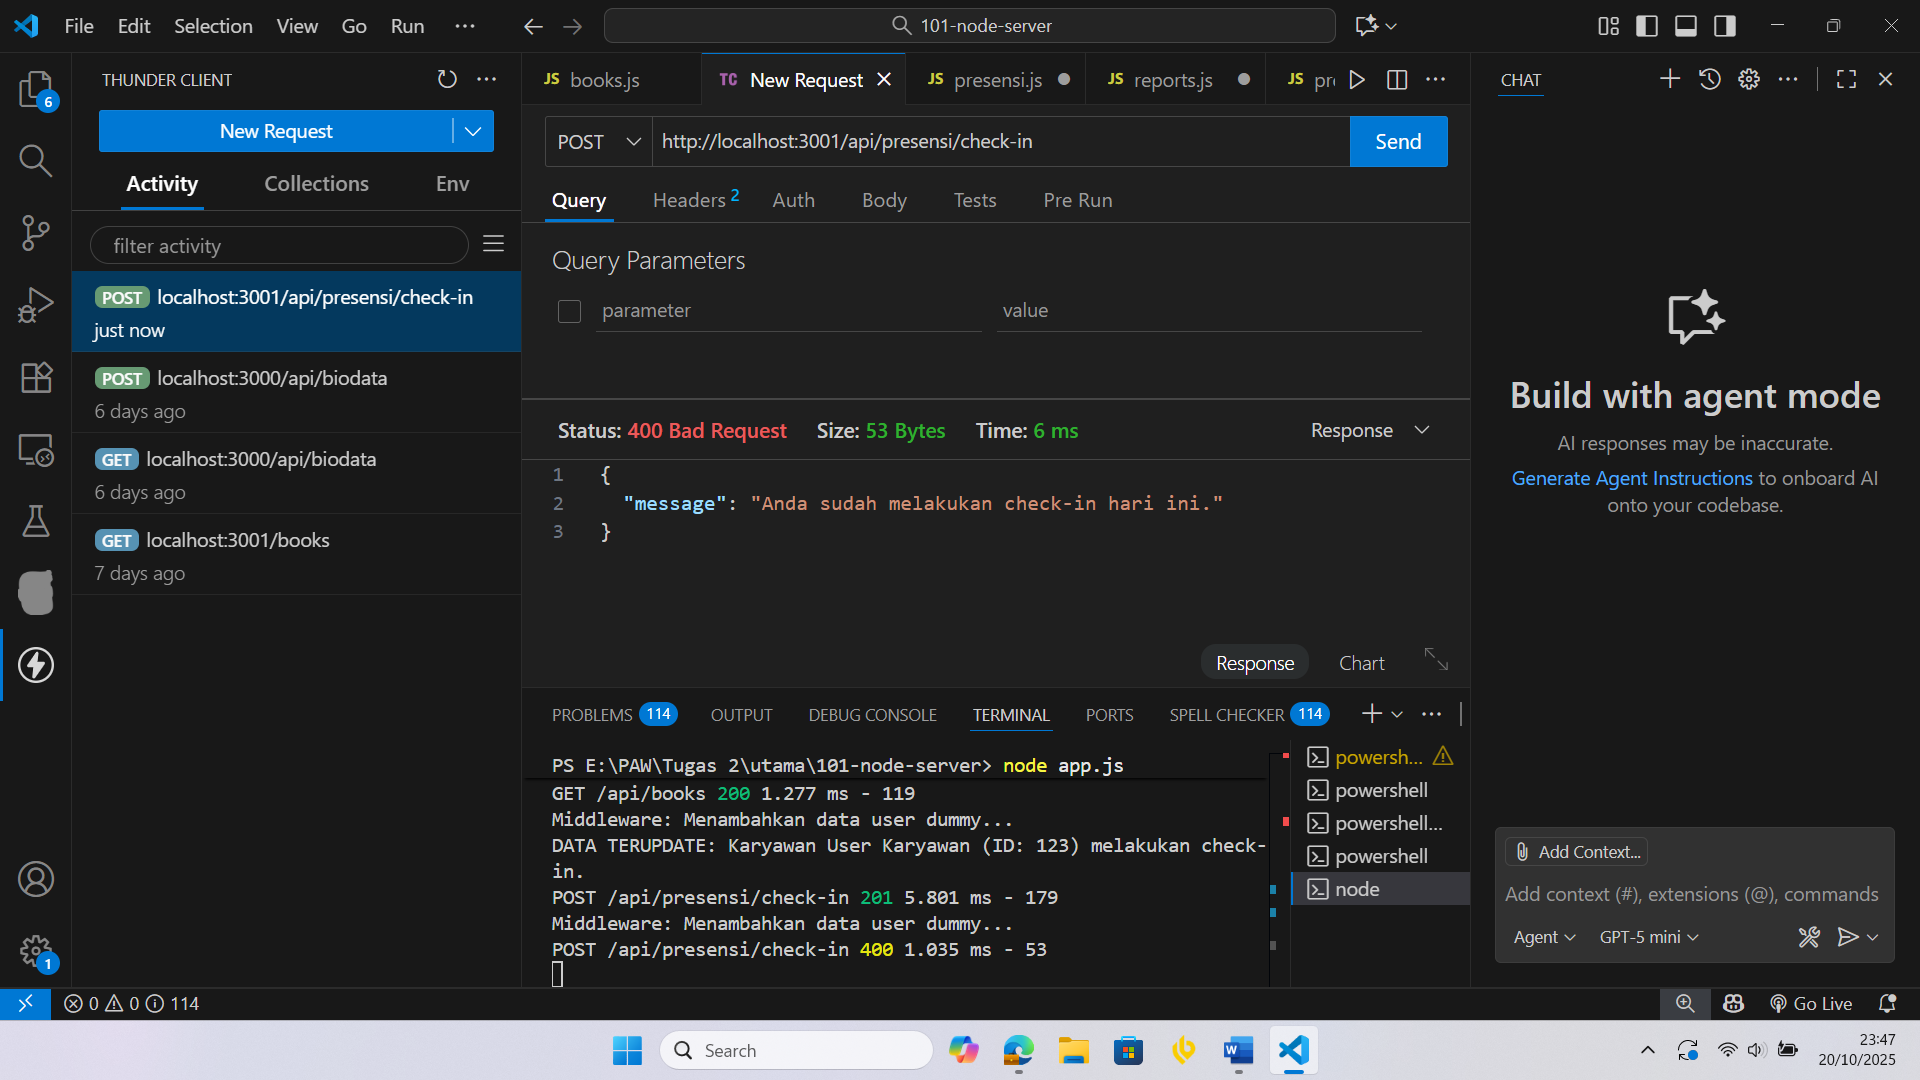 File Edit Selection View Go Run
101-node-server
THUNDER CLIENT
New Request
Activity Collections Env
filter activity
POST localhost:3001/api/presensi/check-in
just now
POST localhost:3000/api/biodata
6 days ago
GET localhost:3000/api/biodata
6 days ago
GET localhost:3001/books
7 days ago
6
1
JS books.js
TC New Request
JS presensi.js
JS reports.js
JS pr
POST http://localhost:3001/api/presensi/check-in Send
Query Headers 2 Auth Body Tests Pre Run
Query Parameters
parameter value
Status: 400 Bad Request Size: 53 Bytes Time: 6 ms Response
1 {
2 "message": "Anda sudah melakukan check-in hari ini."
3 }
Response Chart
PROBLEMS 114 OUTPUT DEBUG CONSOLE TERMINAL PORTS SPELL CHECKER 114
PS E:\PAW\Tugas 2\utama\101-node-server> node app.js
GET /api/books 200 1.277 ms - 119
Middleware: Menambahkan data user dummy...
DATA TERUPDATE: Karyawan User Karyawan (ID: 123) melakukan check-
in.
POST /api/presensi/check-in 201 5.801 ms - 179
Middleware: Menambahkan data user dummy...
POST /api/presensi/check-in 400 1.035 ms - 53
powersh...
powershell
powershell...
powershell
node
CHAT
Build with agent mode
AI responses may be inaccurate.
Generate Agent Instructions to onboard AI
onto your codebase.
Add Context...
Add context (#), extensions (@), commands
Agent GPT-5 mini
0 0 114
Go Live
Search
23:47
20/10/2025